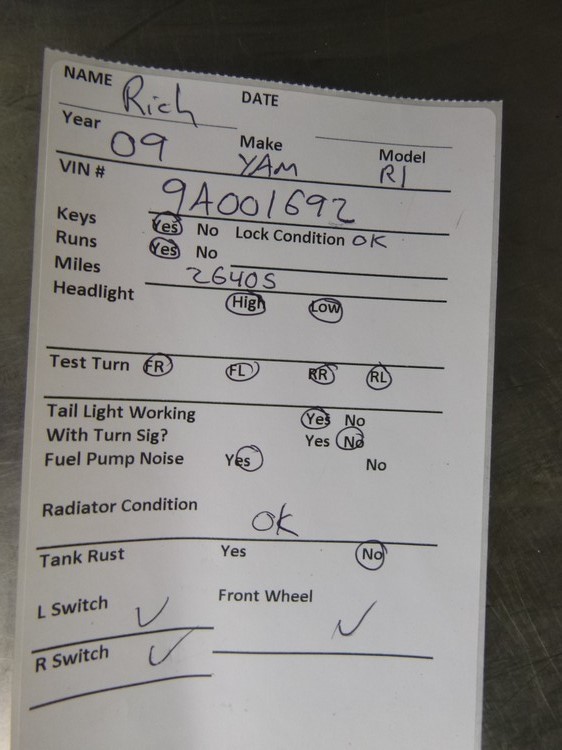 NAME Rich DATE
Year 09 Make YAM Model R1
VIN # 9A001692
Keys Yes No Lock Condition OK
Runs Yes No
Miles 26405
Headlight High Low
Test Turn FR FL RR RL
Tail Light Working Yes No
With Turn Sig? Yes No
Fuel Pump Noise Yes No
Radiator Condition OK
Tank Rust Yes No
L Switch ✓ Front Wheel ✓
R Switch ✓